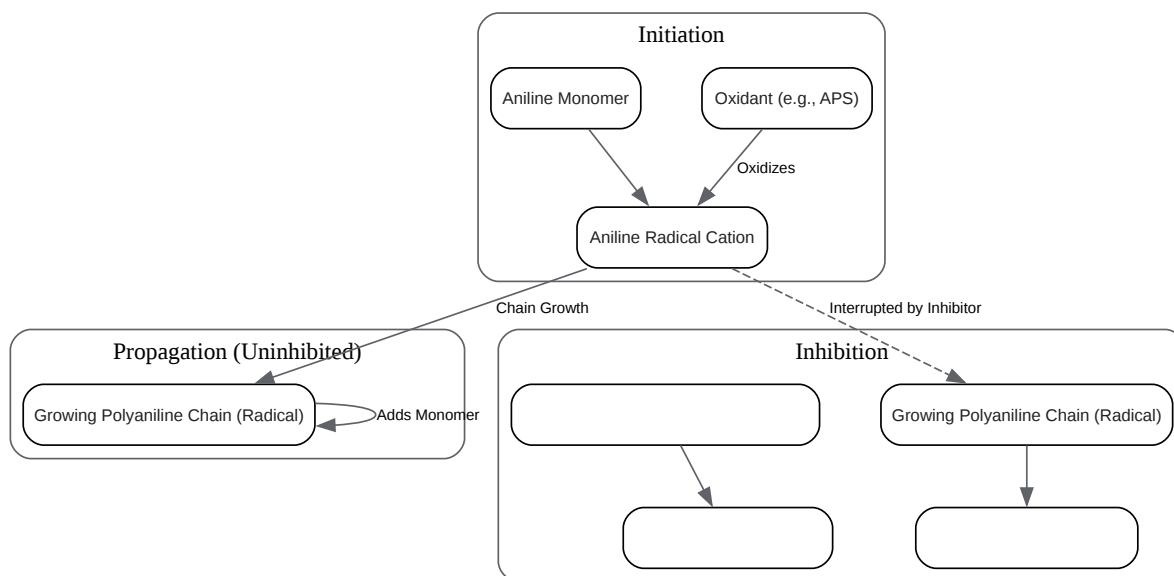 Initiation
Aniline Monomer
Oxidant (e.g., APS)
Oxidizes
Aniline Radical Cation
Chain Growth
Interrupted by Inhibitor
Propagation (Uninhibited)
Inhibition
Growing Polyaniline Chain (Radical)
Adds Monomer
Growing Polyaniline Chain (Radical)